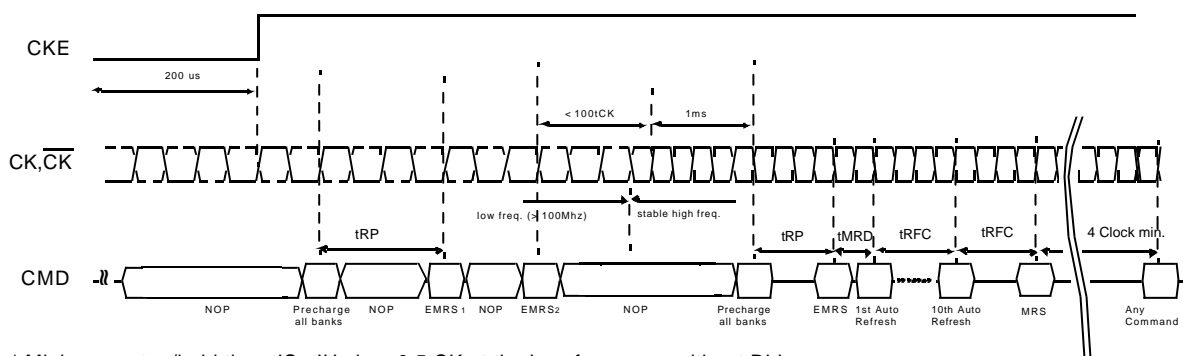 CKE
200 us
< 100tCK
1ms
CK,CK
low freq. (> 100Mhz)
stable high freq.
tRP
tRP
tMRD
tRFC
tRFC
4 Clock min.
CMD
NOP
Precharge
all banks
NOP
EMRS1
NOP
EMRS2
NOP
Precharge
all banks
EMRS
1st Auto
Refresh
10th Auto
Refresh
MRS
Any
Command